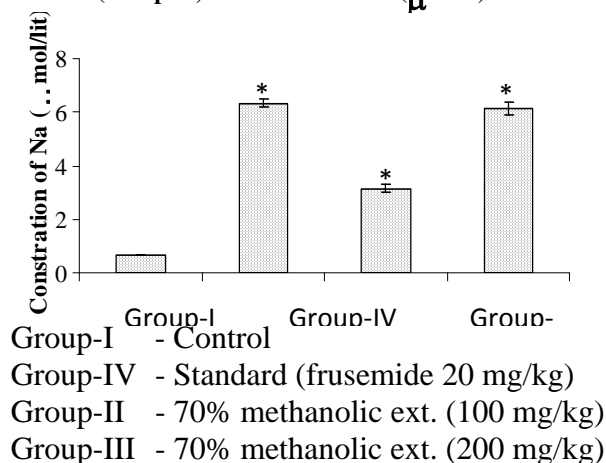 μ
Constration of Na ( .. mol/lit)
8
6
4
2
0
*
*
*
Group-I Group-IV Group-
Group-I - Control
Group-IV - Standard (frusemide 20 mg/kg)
Group-II - 70% methanolic ext. (100 mg/kg)
Group-III - 70% methanolic ext. (200 mg/kg)